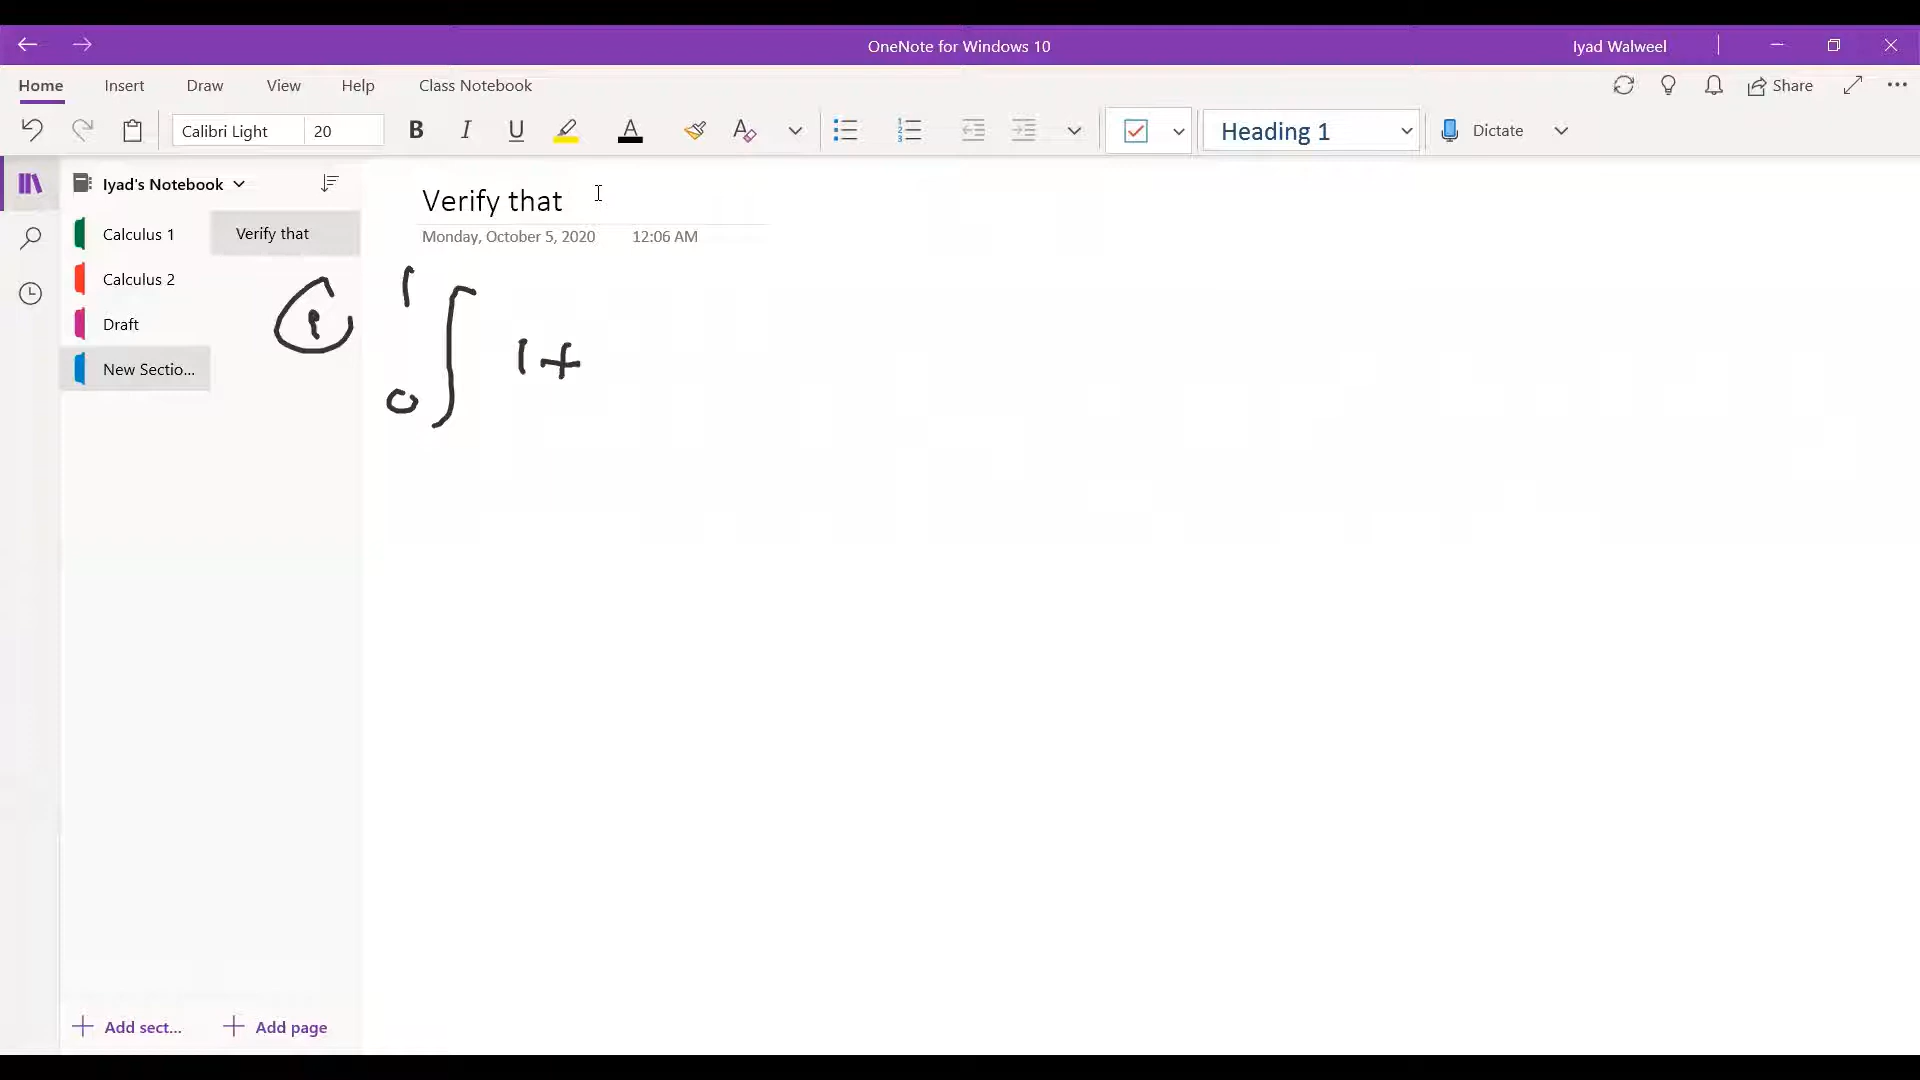 OneNote for Windows 10
Iyad Walweel
Home Insert Draw View Help Class Notebook
Share
Calibri Light 20 B I U A A Heading 1 Dictate
Iyad's Notebook
Calculus 1
Calculus 2
Draft
New Sectio...
Verify that
Verify that
Monday, October 5, 2020 12:06 AM
1
∫ 1+
0
Add sect...
Add page